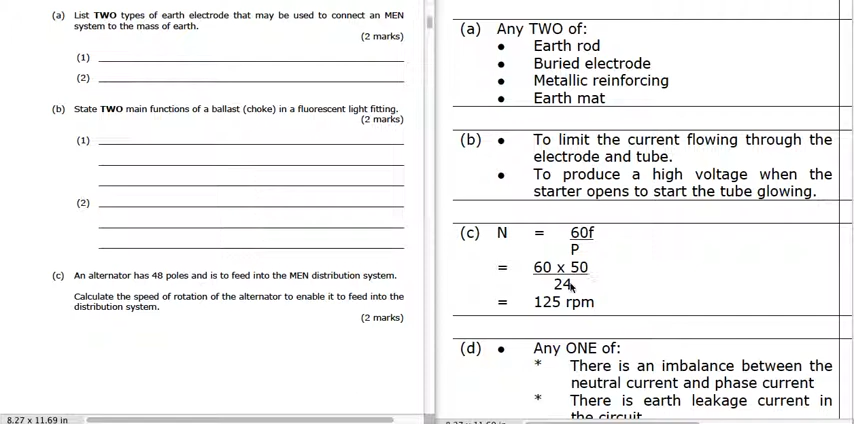 (a) List TWO types of earth electrode that may be used to connect an MEN
system to the mass of earth.
(2 marks)
(1)
(2)
(b) State TWO main functions of a ballast (choke) in a fluorescent light fitting.
(2 marks)
(1)
(2)
(c) An alternator has 48 poles and is to feed into the MEN distribution system.
Calculate the speed of rotation of the alternator to enable it to feed into the
distribution system.
(2 marks)
8.27 x 11.69 in
(a) Any TWO of:
• Earth rod
• Buried electrode
• Metallic reinforcing
• Earth mat
(b) • To limit the current flowing through the
electrode and tube.
• To produce a high voltage when the
starter opens to start the tube glowing.
(c) N = 60f
P
= 60 x 50
24
= 125 rpm
(d) • Any ONE of:
* There is an imbalance between the
neutral current and phase current
* There is earth leakage current in
the circuit
8.27 x 11.69 in